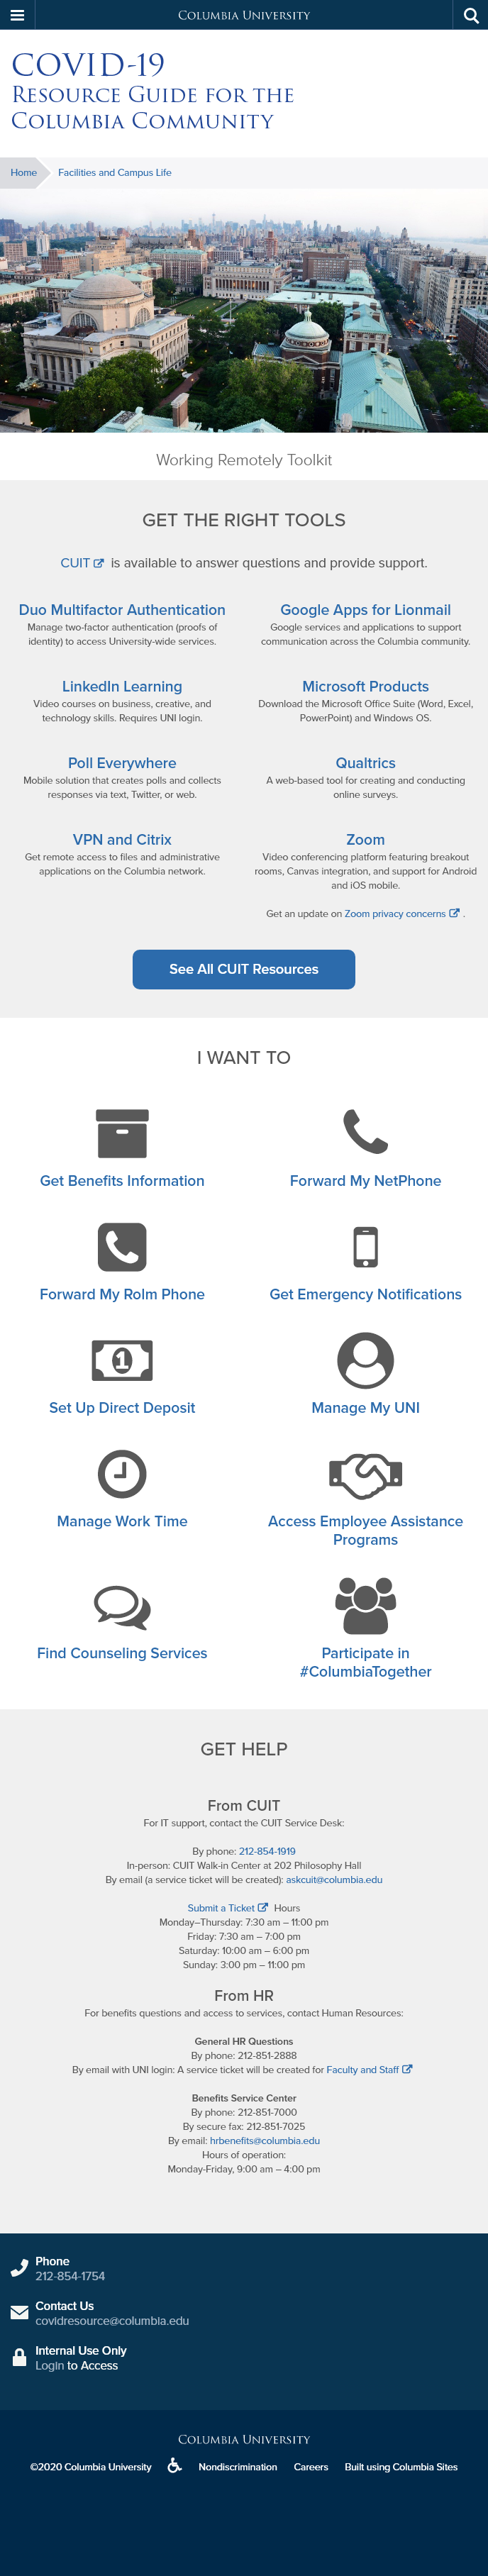 COLUMBIA UNIVERSITY
COVID-19
RESOURCE GUIDE FOR THE
COLUMBIA COMMUNITY
Home
Facilities and Campus Life
Working Remotely Toolkit
GET THE RIGHT TOOLS
CUIT is available to answer questions and provide support.
Duo Multifactor Authentication
Manage two-factor authentication (proofs of
identity) to access University-wide services.
Google Apps for Lionmail
Google services and applications to support
communication across the Columbia community.
LinkedIn Learning
Video courses on business, creative, and
technology skills. Requires UNI login.
Microsoft Products
Download the Microsoft Office Suite (Word, Excel,
PowerPoint) and Windows OS.
Poll Everywhere
Mobile solution that creates polls and collects
responses via text, Twitter, or web.
Qualtrics
A web-based tool for creating and conducting
online surveys.
VPN and Citrix
Get remote access to files and administrative
applications on the Columbia network.
Zoom
Video conferencing platform featuring breakout
rooms, Canvas integration, and support for Android
and iOS mobile.
Get an update on Zoom privacy concerns .
See All CUIT Resources
I WANT TO
Get Benefits Information
Forward My NetPhone
Forward My Rolm Phone
Get Emergency Notifications
1
Set Up Direct Deposit
Manage My UNI
Manage Work Time
Access Employee Assistance
Programs
Find Counseling Services
Participate in
#ColumbiaTogether
GET HELP
From CUIT
For IT support, contact the CUIT Service Desk:
By phone: 212-854-1919
In-person: CUIT Walk-in Center at 202 Philosophy Hall
By email (a service ticket will be created): askcuit@columbia.edu
Submit a Ticket Hours
Monday–Thursday: 7:30 am – 11:00 pm
Friday: 7:30 am – 7:00 pm
Saturday: 10:00 am – 6:00 pm
Sunday: 3:00 pm – 11:00 pm
From HR
For benefits questions and access to services, contact Human Resources:
General HR Questions
By phone: 212-851-2888
By email with UNI login: A service ticket will be created for Faculty and Staff
Benefits Service Center
By phone: 212-851-7000
By secure fax: 212-851-7025
By email: hrbenefits@columbia.edu
Hours of operation:
Monday-Friday, 9:00 am – 4:00 pm
Phone
212-854-1754
Contact Us
covidresource@columbia.edu
Internal Use Only
Login to Access
COLUMBIA UNIVERSITY
©2020 Columbia University
Nondiscrimination
Careers
Built using Columbia Sites